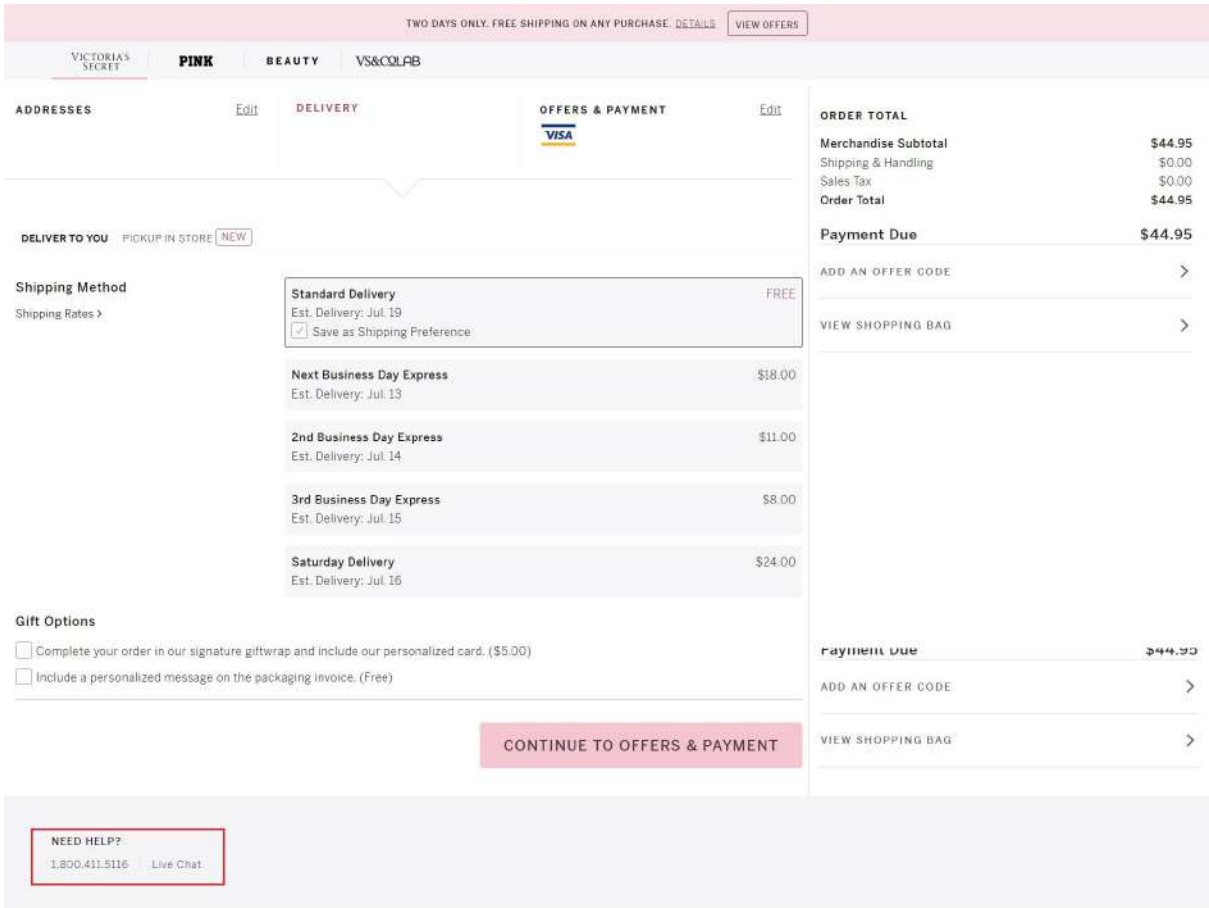 TWO DAYS ONLY. FREE SHIPPING ON ANY PURCHASE. DETAILS VIEW OFFERS
VICTORIA'S SECRET PINK BEAUTY VS&COLAB
ADDRESSES Edit DELIVERY OFFERS & PAYMENT Edit
VISA
DELIVER TO YOU PICKUP IN STORE NEW
Shipping Method
Shipping Rates >
Standard Delivery FREE
Est. Delivery: Jul. 19
Save as Shipping Preference
Next Business Day Express $18.00
Est. Delivery: Jul. 13
2nd Business Day Express $11.00
Est. Delivery: Jul. 14
3rd Business Day Express $8.00
Est. Delivery: Jul. 15
Saturday Delivery $24.00
Est. Delivery: Jul. 16
Gift Options
Complete your order in our signature giftwrap and include our personalized card. ($5.00)
Include a personalized message on the packaging invoice. (Free)
CONTINUE TO OFFERS & PAYMENT
ORDER TOTAL
Merchandise Subtotal $44.95
Shipping & Handling $0.00
Sales Tax $0.00
Order Total $44.95
Payment Due $44.95
ADD AN OFFER CODE
VIEW SHOPPING BAG
Payment Due $44.95
ADD AN OFFER CODE
VIEW SHOPPING BAG
NEED HELP?
1.800.411.5116 Live Chat